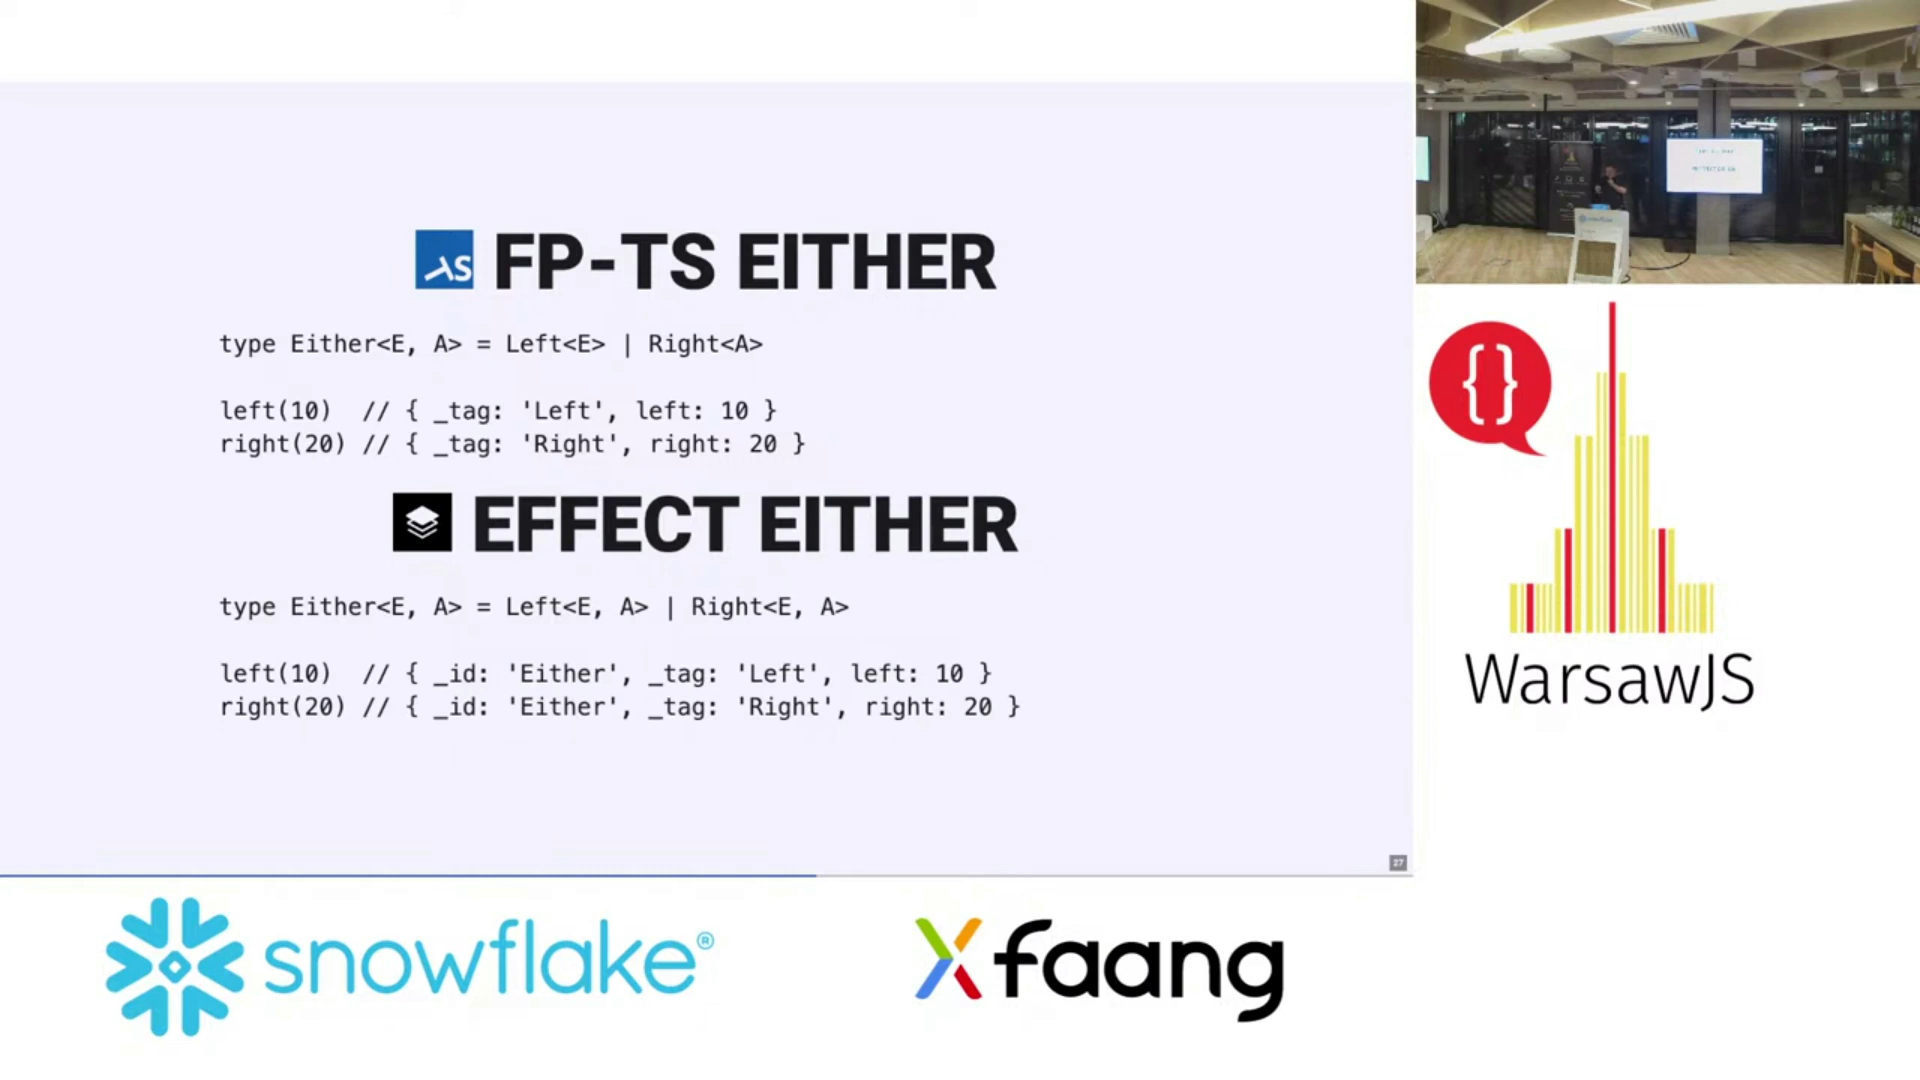 FP-TS EITHER
type Either<E, A> = Left<E> | Right<A>
left(10)  // { _tag: 'Left', left: 10 }
right(20) // { _tag: 'Right', right: 20 }
EFFECT EITHER
type Either<E, A> = Left<E, A> | Right<E, A>
left(10)  // { _id: 'Either', _tag: 'Left', left: 10 }
right(20) // { _id: 'Either', _tag: 'Right', right: 20 }
27
{}
WarsawJS
snowflake®
X faang